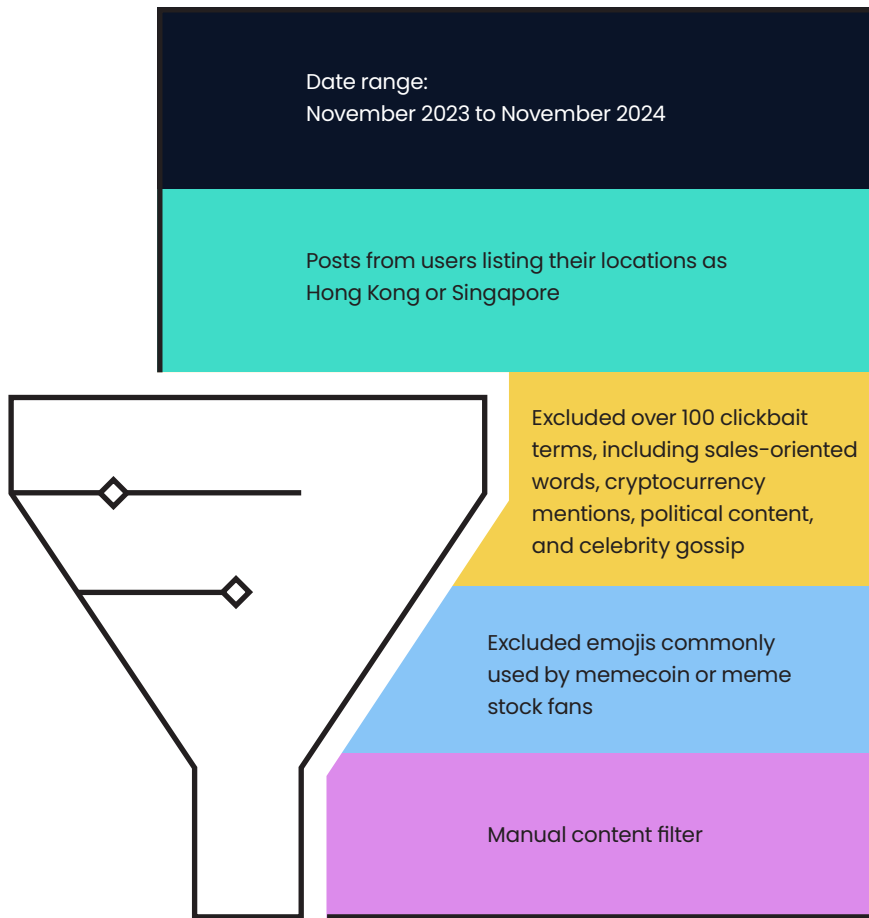 Date range:
November 2023 to November 2024
Posts from users listing their locations as
Hong Kong or Singapore
Excluded over 100 clickbait
terms, including sales-oriented
words, cryptocurrency
mentions, political content,
and celebrity gossip
Excluded emojis commonly
used by memecoin or meme
stock fans
Manual content filter